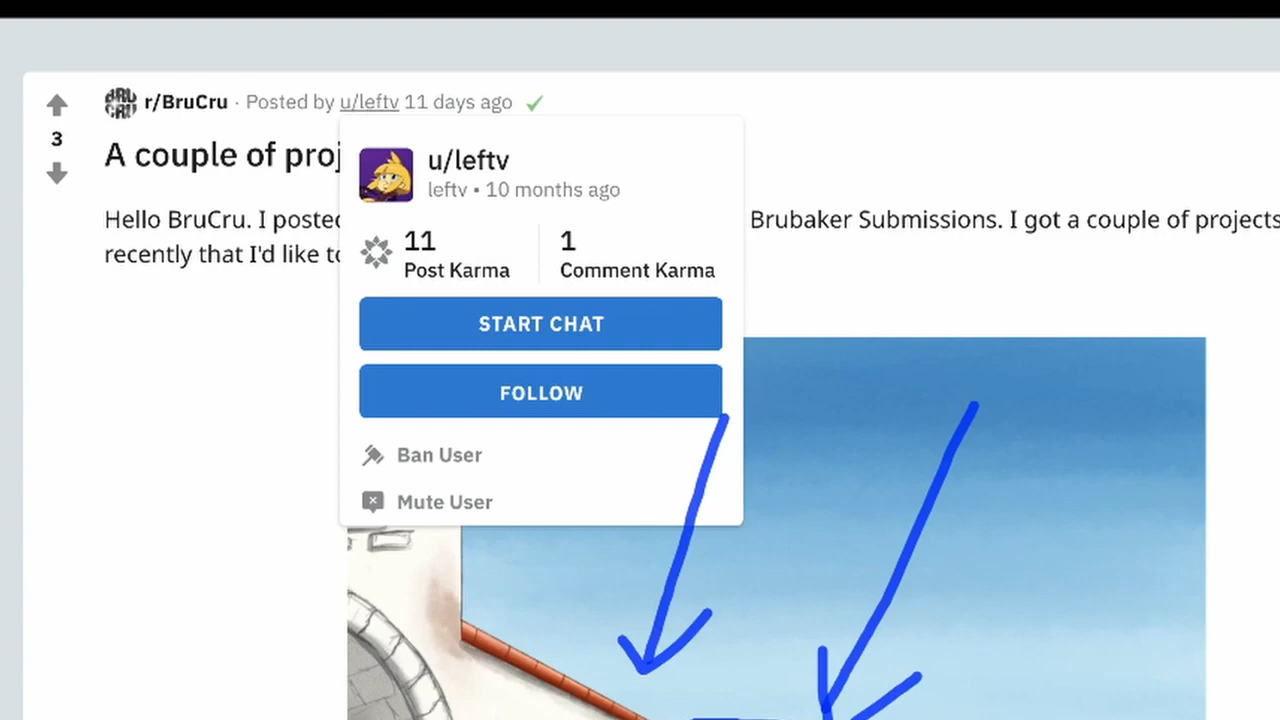 BRU
CRU
r/BruCru · Posted by u/leftv 11 days ago
3
A couple of proj
u/leftv
leftv • 10 months ago
Hello BruCru. I posted Brubaker Submissions. I got a couple of projects
recently that I'd like to
11
1
Post Karma
Comment Karma
START CHAT
FOLLOW
Ban User
Mute User